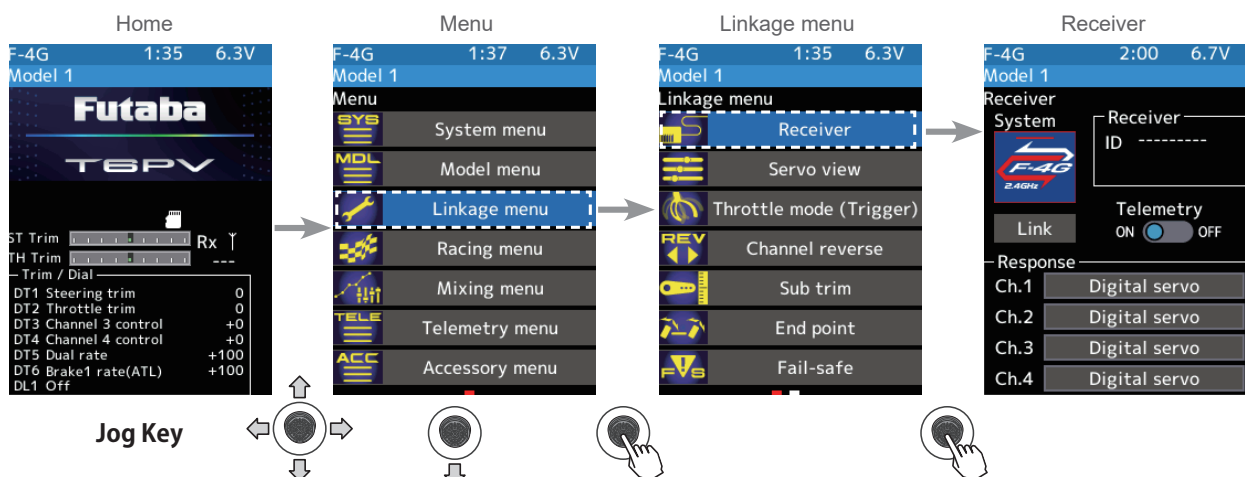 Home
F-4G 1:35 6.3V
Model 1
Futaba
T6PV
ST Trim
Rx
TH Trim
---
Trim / Dial
DT1 Steering trim 0
DT2 Throttle trim 0
DT3 Channel 3 control +0
DT4 Channel 4 control +0
DT5 Dual rate +100
DT6 Brake1 rate(ATL) +100
DL1 Off
Menu
F-4G 1:37 6.3V
Model 1
Menu
SYS System menu
MDL Model menu
Linkage menu
Racing menu
Mixing menu
TELE Telemetry menu
ACC Accessory menu
Linkage menu
F-4G 1:35 6.3V
Model 1
Linkage menu
Receiver
Servo view
Throttle mode (Trigger)
REV Channel reverse
Sub trim
End point
F/S Fail-safe
Receiver
F-4G 2:00 6.7V
Model 1
Receiver
System
F-4G
2.4GHz
Link
Receiver
ID ---------
Telemetry
ON OFF
Response
Ch.1 Digital servo
Ch.2 Digital servo
Ch.3 Digital servo
Ch.4 Digital servo
Jog Key